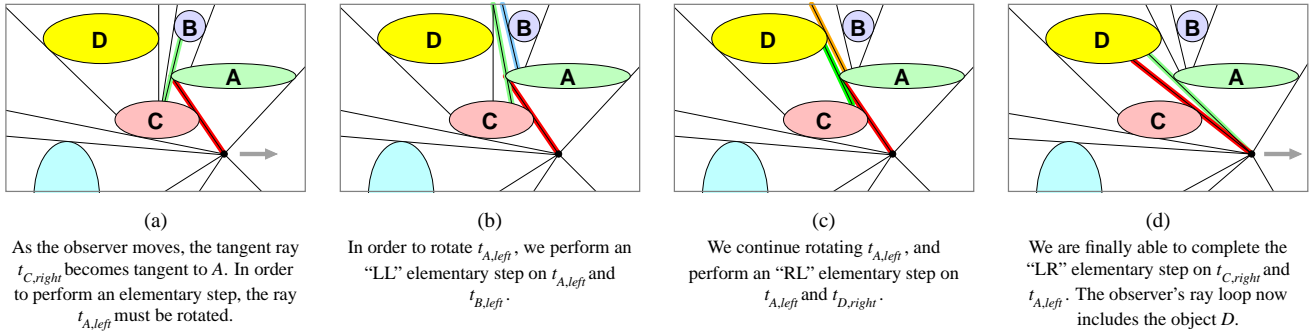 D
B
A
C
D
B
A
C
D
B
A
C
D
B
A
C
(a)
As the observer moves, the tangent ray
t_{C,right} becomes tangent to A. In order
to perform an elementary step, the ray
t_{A,left} must be rotated.
(b)
In order to rotate t_{A,left}, we perform an
“LL” elementary step on t_{A,left} and
t_{B,left}.
(c)
We continue rotating t_{A,left}, and
perform an “RL” elementary step on
t_{A,left} and t_{D,right}.
(d)
We are finally able to complete the
“LR” elementary step on t_{C,right} and
t_{A,left}. The observer’s ray loop now
includes the object D.